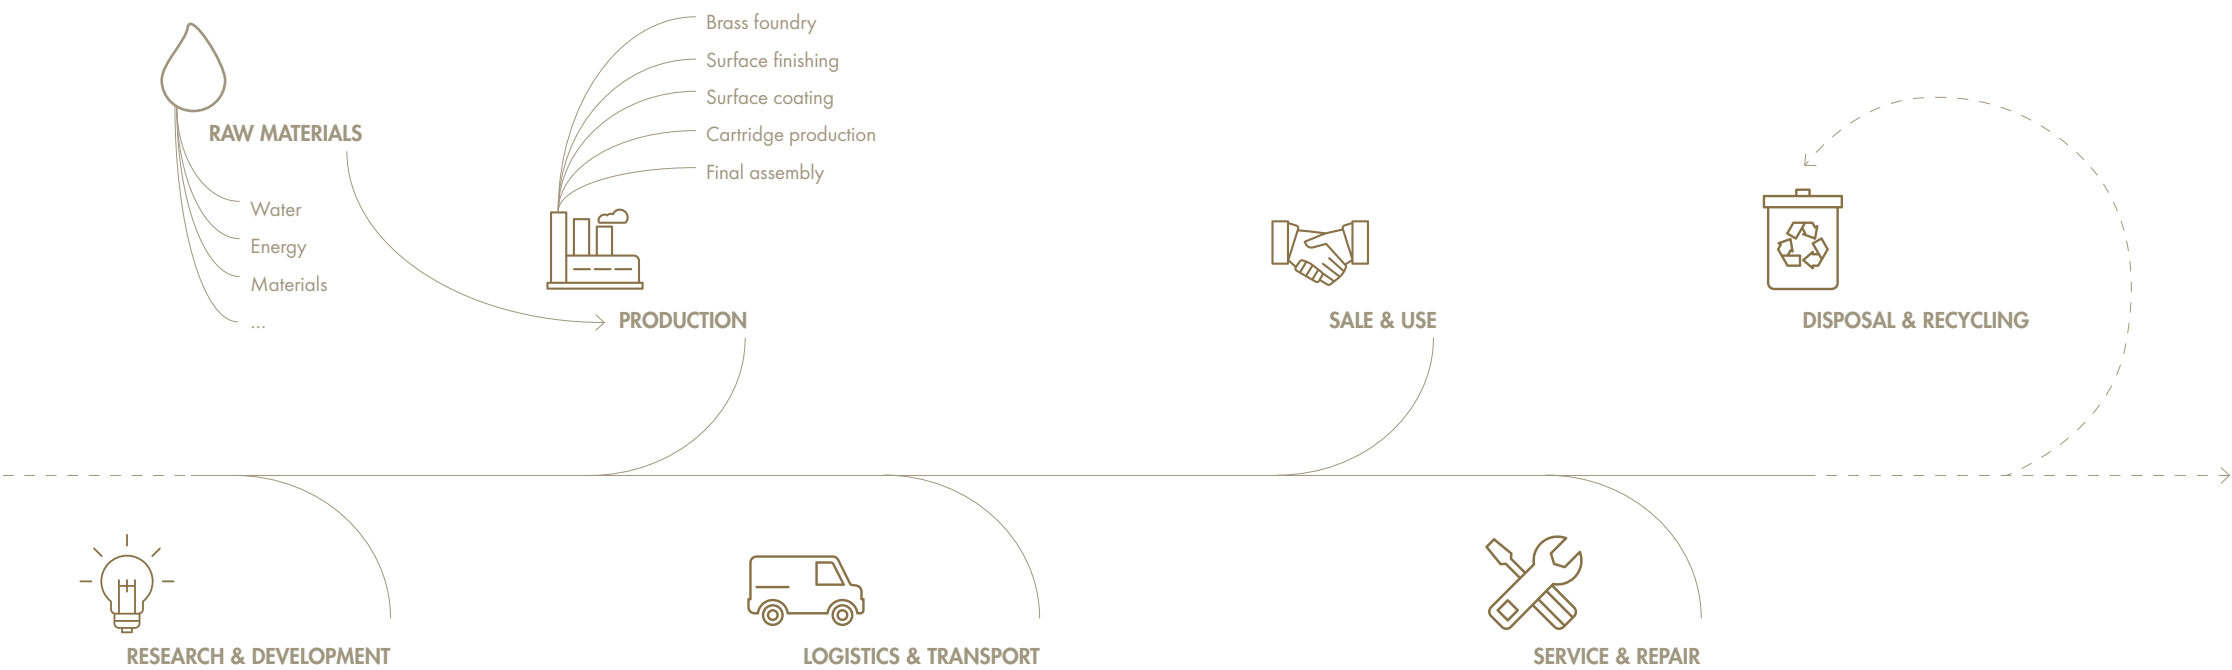 Brass foundry
Surface finishing
Surface coating
Cartridge production
Final assembly
RAW MATERIALS
Water
Energy
Materials
...
PRODUCTION
SALE & USE
DISPOSAL & RECYCLING
RESEARCH & DEVELOPMENT
LOGISTICS & TRANSPORT
SERVICE & REPAIR